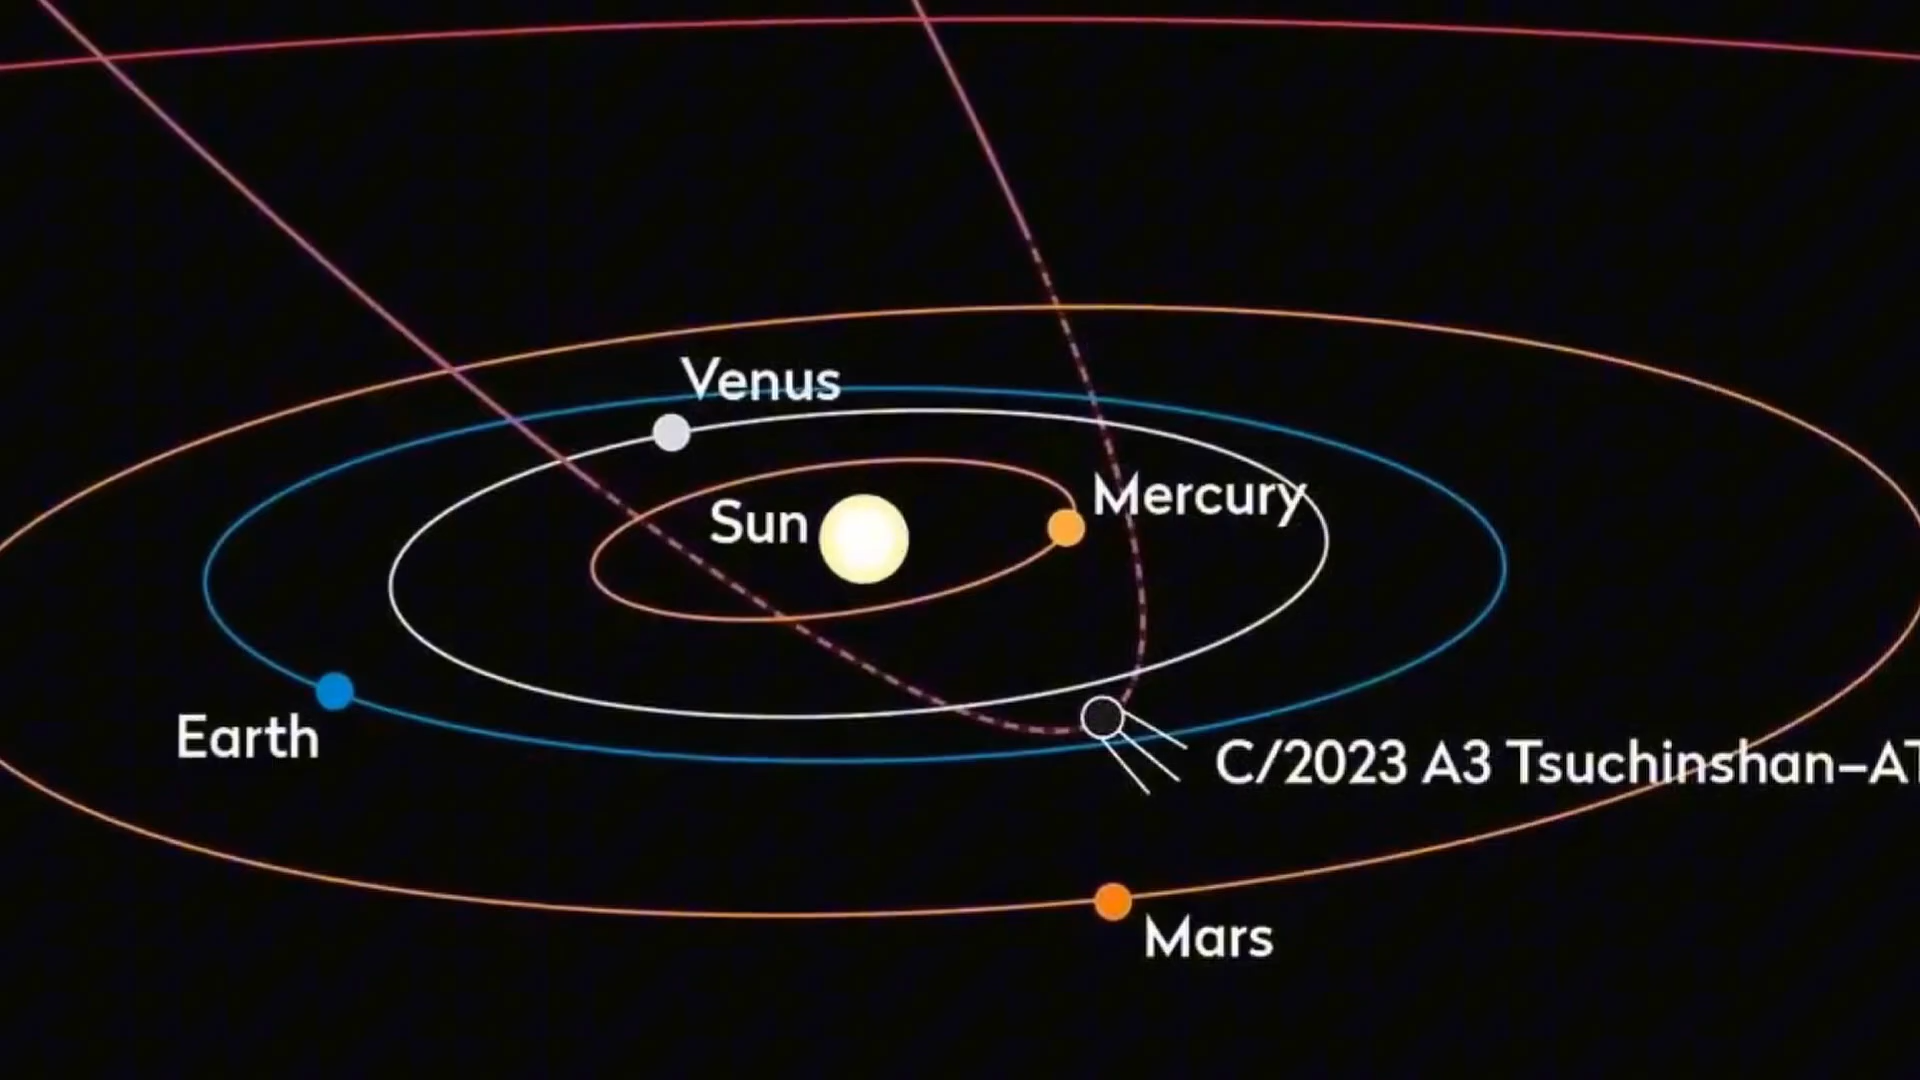 Venus
Mercury
Sun
Earth
C/2023 A3 Tsuchinshan–AT
Mars